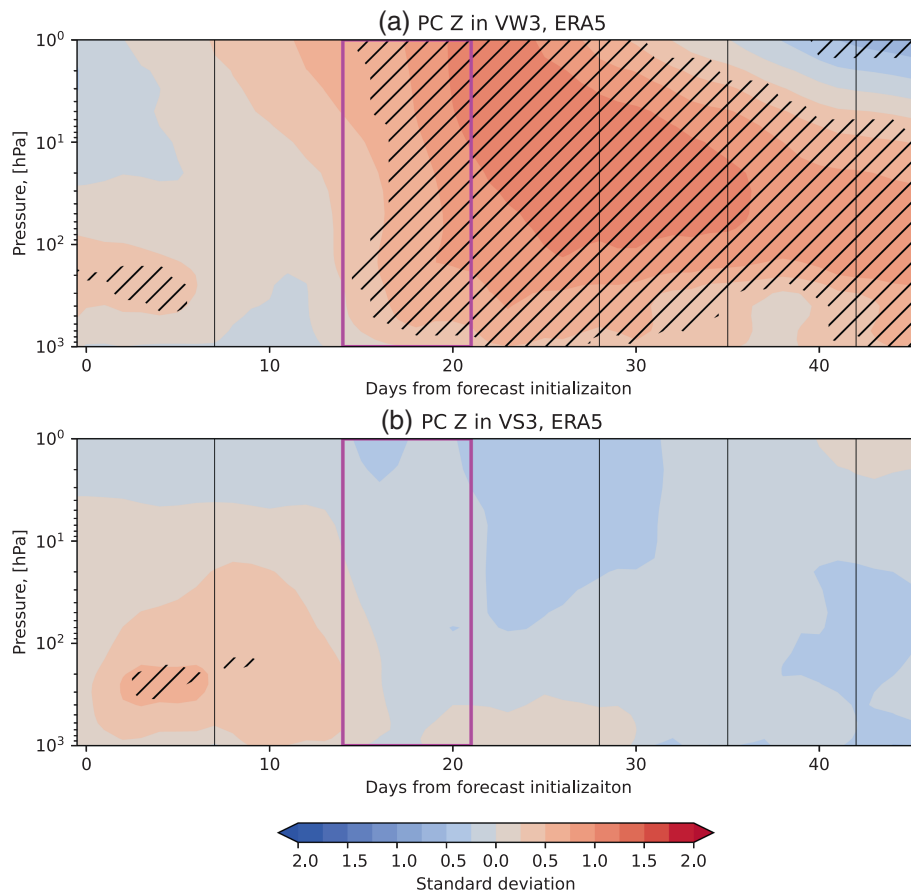 (a) PC Z in VW3, ERA5
10⁰
10¹
10²
10³
Pressure, [hPa]
0 10 20 30 40
Days from forecast initializaiton
(b) PC Z in VS3, ERA5
10⁰
10¹
10²
10³
Pressure, [hPa]
0 10 20 30 40
Days from forecast initializaiton
2.0 1.5 1.0 0.5 0.0 0.5 1.0 1.5 2.0
Standard deviation